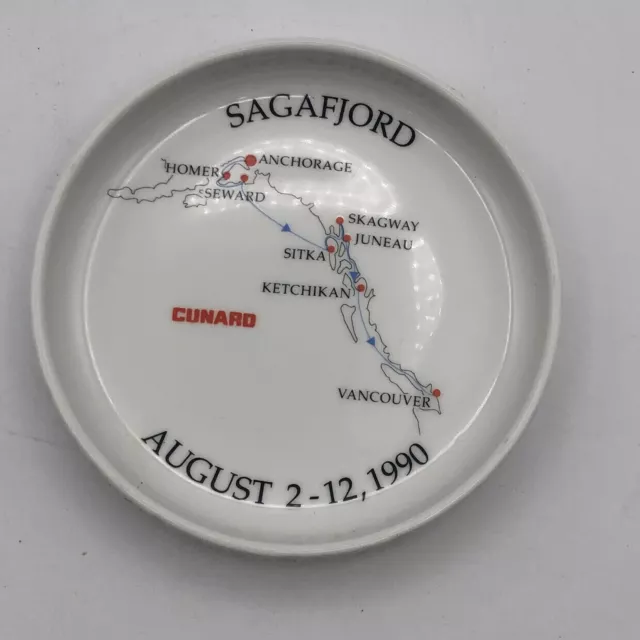 SAGAFJORD
ANCHORAGE
HOMER
SEWARD
SKAGWAY
JUNEAU
SITKA
KETCHIKAN
CUNARD
VANCOUVER
AUGUST 2-12, 1990